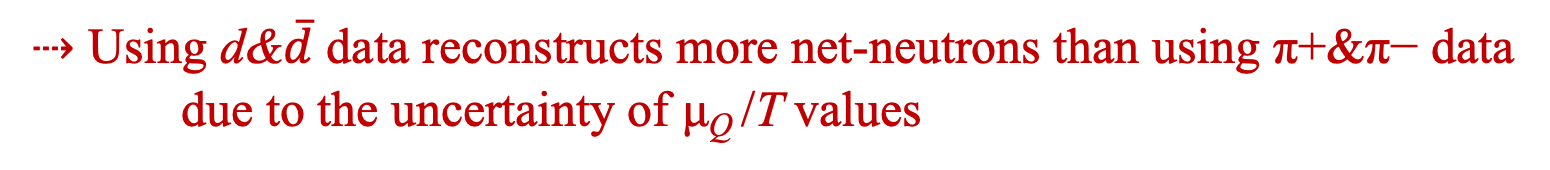 ⤏ Using d&d̄ data reconstructs more net-neutrons than using π+&π− data
due to the uncertainty of μ_Q/T values